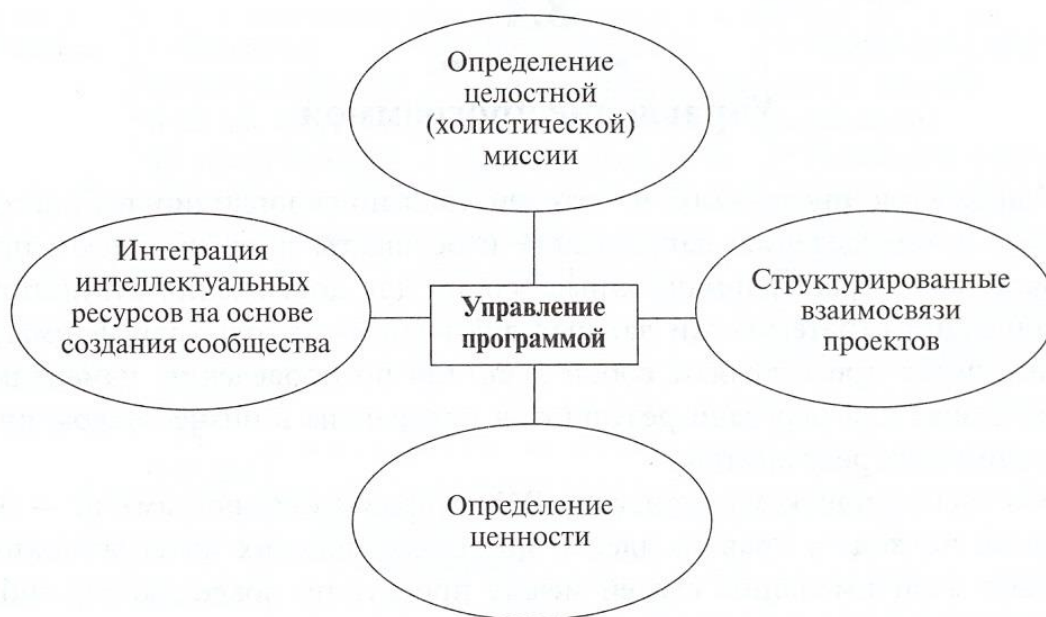 Определение
целостной
(холистической)
миссии
Интеграция
интеллектуальных
ресурсов на основе
создания сообщества
Управление
программой
Структурированные
взаимосвязи
проектов
Определение
ценности